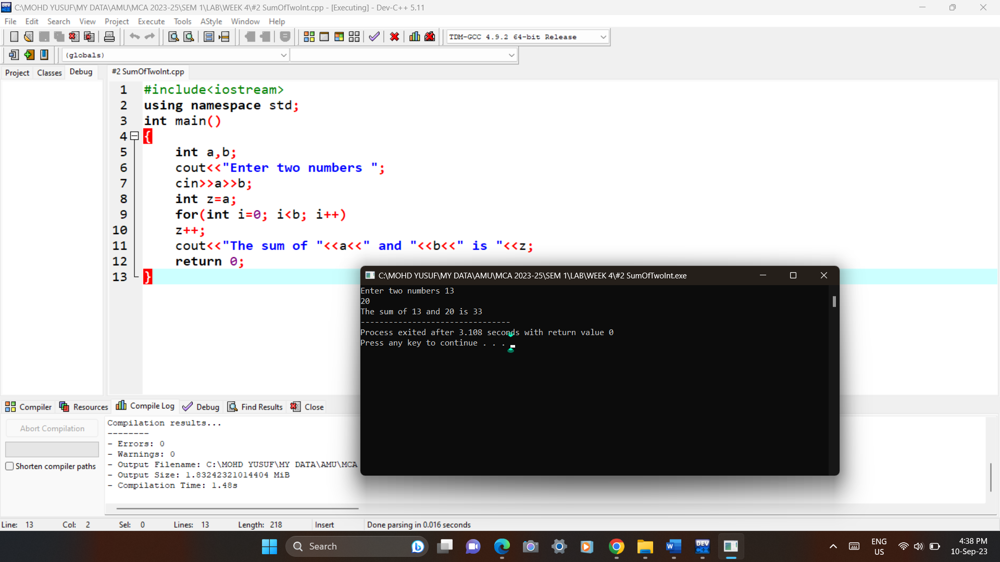 C:\MOHD YUSUF\MY DATA\AMU\MCA 2023-25\SEM 1\LAB\WEEK 4\#2 SumOfTwoInt.cpp - [Executing] - Dev-C++ 5.11
File Edit Search View Project Execute Tools AStyle Window Help
TDM-GCC 4.9.2 64-bit Release
(globals)
Project Classes Debug #2 SumOfTwoInt.cpp
1 #include<iostream>
2 using namespace std;
3 int main()
4 {
5 int a,b;
6 cout<<"Enter two numbers ";
7 cin>>a>>b;
8 int z=a;
9 for(int i=0; i<b; i++)
10 z++;
11 cout<<"The sum of "<<a<<" and "<<b<<" is "<<z;
12 return 0;
13 }
C:\MOHD YUSUF\MY DATA\AMU\MCA 2023-25\SEM 1\LAB\WEEK 4\#2 SumOfTwoInt.exe
Enter two numbers 13
20
The sum of 13 and 20 is 33
--------------------------------
Process exited after 3.108 seconds with return value 0
Press any key to continue . . .
Compiler Resources Compile Log Debug Find Results Close
Abort Compilation
Shorten compiler paths
Compilation results...
--------
- Errors: 0
- Warnings: 0
- Output Filename: C:\MOHD YUSUF\MY DATA\AMU\MCA
- Output Size: 1.83242321014404 MiB
- Compilation Time: 1.48s
Line: 13 Col: 2 Sel: 0 Lines: 13 Length: 218 Insert Done parsing in 0.016 seconds
Search
DEV C++
ENG
US
4:38 PM
10-Sep-23